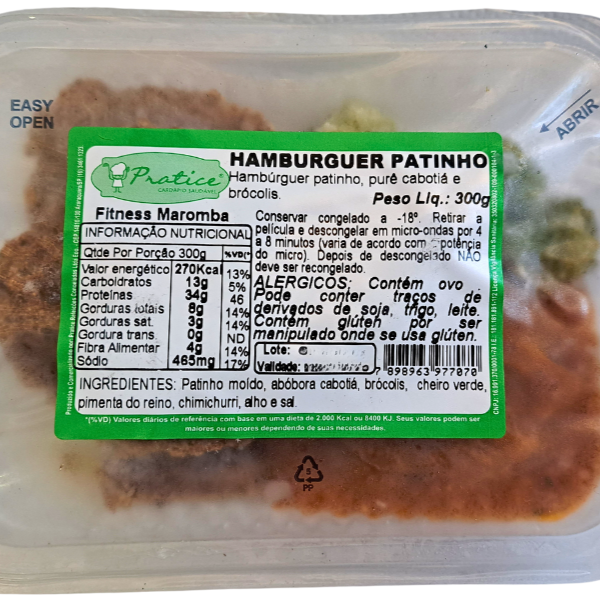 EASY
OPEN
ABRIR
Pratice
CARDÁPIO SAUDÁVEL
HAMBURGUER PATINHO
Hambúrguer patinho, purê cabotiá e
brócolis.
Peso Liq.: 300g
Fitness Maromba
INFORMAÇÃO NUTRICIONAL
Qtde Por Porção 300g %VD(*
Valor energético 270Kcal 13%
Carboidratos 13g 5%
Proteínas 34g 46
Gorduras totais 8g 14%
Gorduras sat. 3g 14%
Gordura trans. 0g ND
Fibra Alimentar 4g 14%
Sódio 465mg 17%
Conservar congelado a -18º. Retirar a
película e descongelar em micro-ondas por 4
a 8 minutos (varia de acordo com potência
do micro). Depois de descongelado NÃO
deve ser recongelado.
ALÉRGICOS: Contém ovo .
Pode conter traços de
derivados de soja, trigo, leite.
Contém glúten por ser
manipulado onde se usa glúten.
Lote:
Validade:
7 898963 977070
INGREDIENTES: Patinho moído, abóbora cabotiá, brócolis, cheiro verde,
pimenta do reino, chimichurri, alho e sal
*(%VD) Valores diários de referência com base em uma dieta de 2.000 Kcal ou 8400 KJ. Seus valores podem ser
maiores ou menores dependendo de suas necessidades.
5
PP